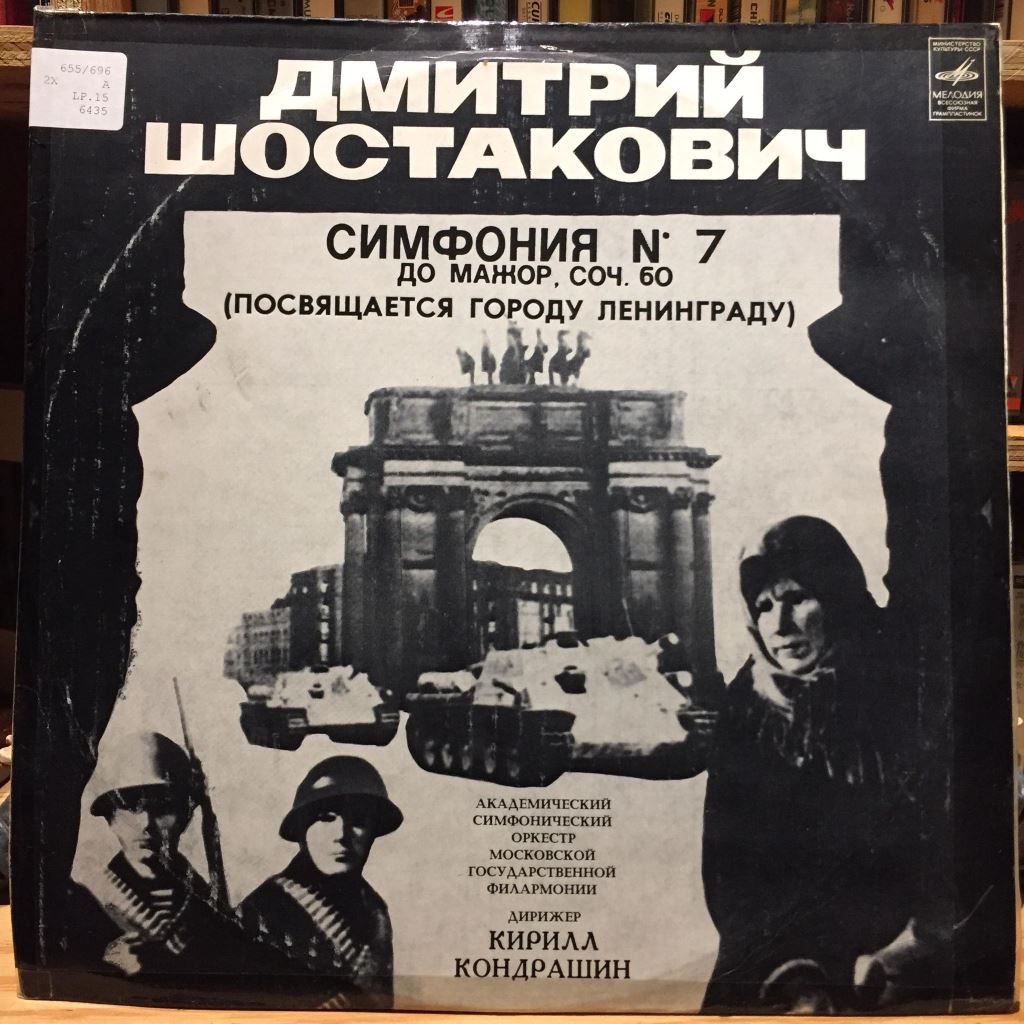 655/696
2X A
LP.15
6435
МИНИСТЕРСТВО
КУЛЬТУРЫ СССР
МЕЛОДИЯ
ВСЕСОЮЗНАЯ
ФИРМА
ГРАМПЛАСТИНОК
ДМИТРИЙ
ШОСТАКОВИЧ
СИМФОНИЯ № 7
ДО МАЖОР, СОЧ. 60
(ПОСВЯЩАЕТСЯ ГОРОДУ ЛЕНИНГРАДУ)
АКАДЕМИЧЕСКИЙ
СИМФОНИЧЕСКИЙ
ОРКЕСТР
МОСКОВСКОЙ
ГОСУДАРСТВЕННОЙ
ФИЛАРМОНИИ
ДИРИЖЕР
КИРИЛЛ
КОНДРАШИН